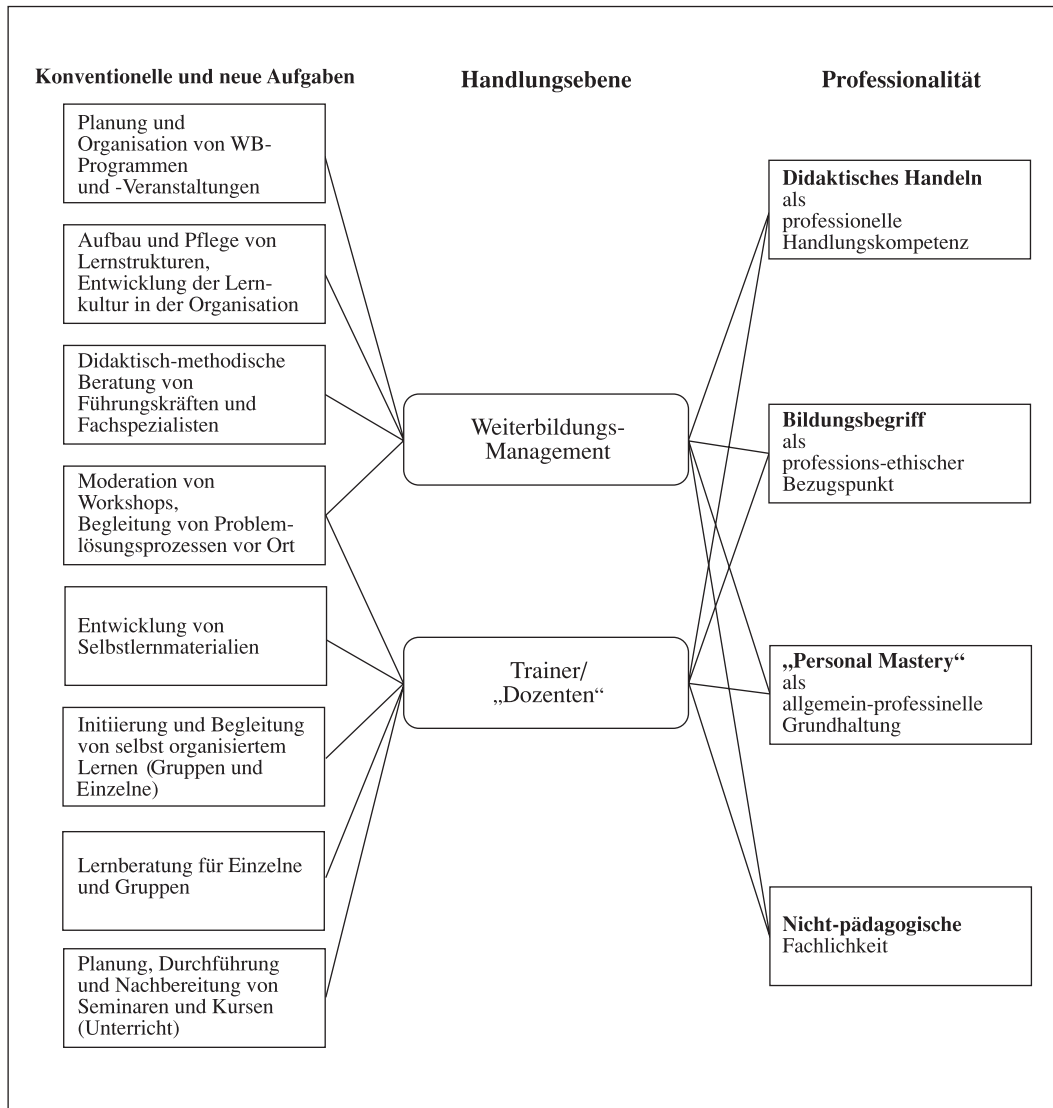 Konventionelle und neue Aufgaben
Planung und
Organisation von WB-
Programmen
und -Veranstaltungen
Aufbau und Pflege von
Lernstrukturen,
Entwicklung der Lern-
kultur in der Organisation
Didaktisch-methodische
Beratung von
Führungskräften und
Fachspezialisten
Moderation von
Workshops,
Begleitung von Problem-
lösungsprozessen vor Ort
Entwicklung von
Selbstlernmaterialien
Initiierung und Begleitung
von selbst organisiertem
Lernen (Gruppen und
Einzelne)
Lernberatung für Einzelne
und Gruppen
Planung, Durchführung
und Nachbereitung von
Seminaren und Kursen
(Unterricht)
Handlungsebene
Weiterbildungs-
Management
Trainer/
„Dozenten“
Professionalität
Didaktisches Handeln
als
professionelle
Handlungskompetenz
Bildungsbegriff
als
professions-ethischer
Bezugspunkt
„Personal Mastery“
als
allgemein-professinelle
Grundhaltung
Nicht-pädagogische
Fachlichkeit